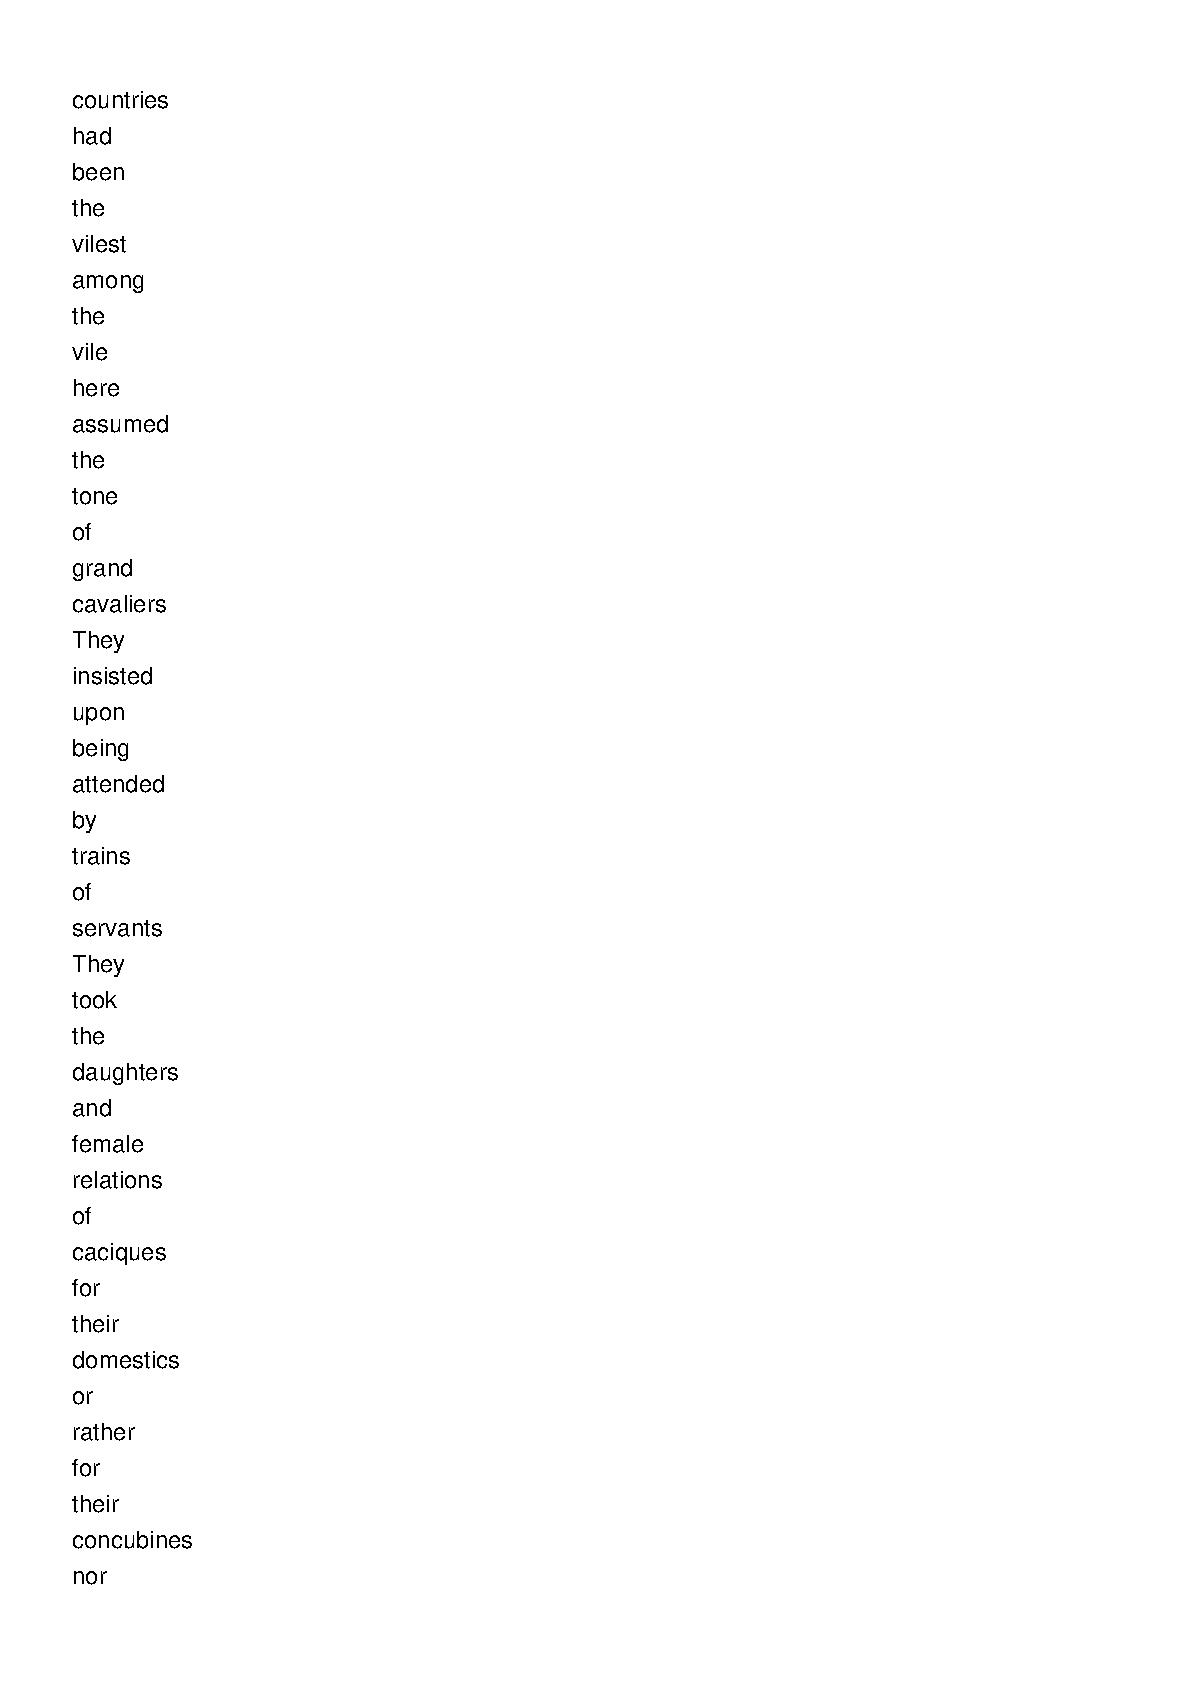 countries
had
been
the
vilest
among
the
vile
here
assumed
the
tone
of
grand
cavaliers
They
insisted
upon
being
attended
by
trains
of
servants
They
took
the
daughters
and
female
relations
of
caciques
for
their
domestics
or
rather
for
their
concubines
nor